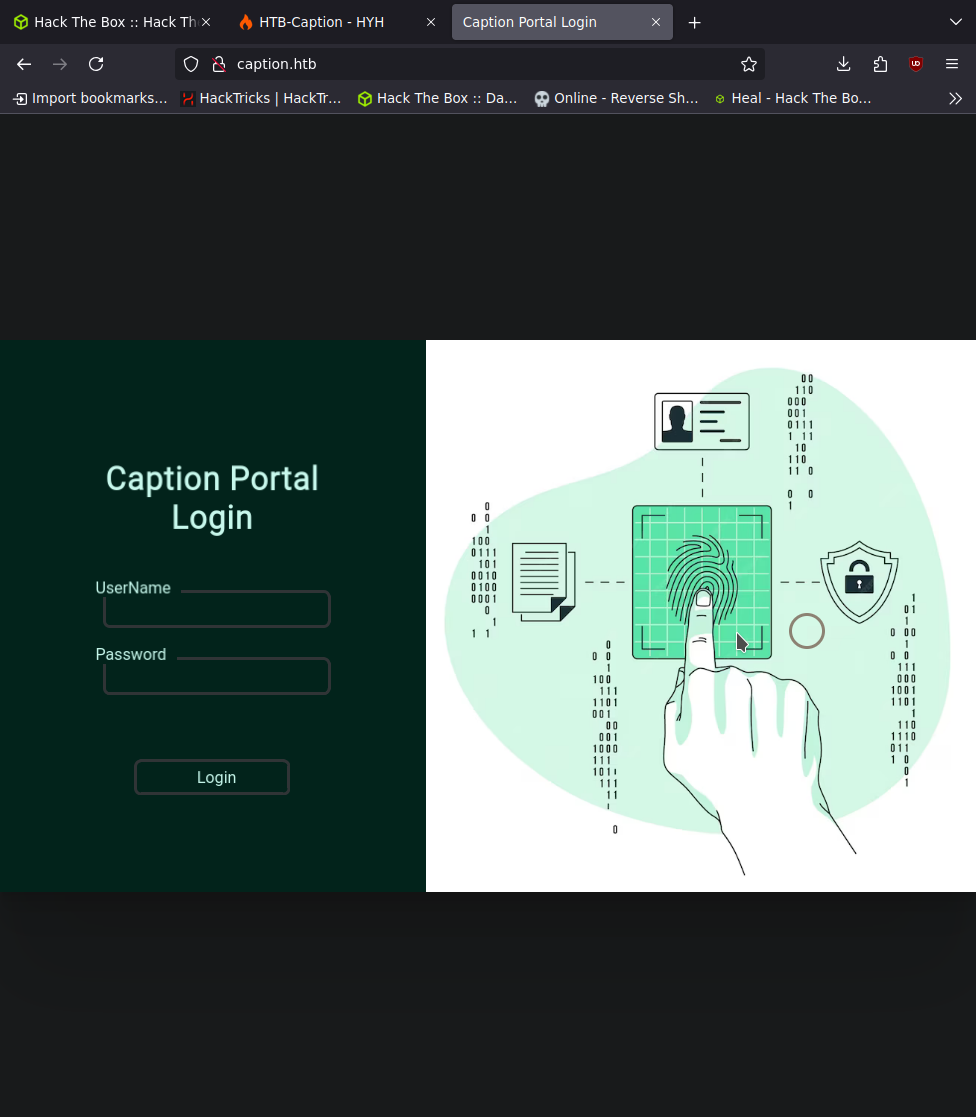 Hack The Box :: Hack Th
HTB-Caption - HYH
Caption Portal Login
caption.htb
Import bookmarks...
HackTricks | HackTr...
Hack The Box :: Da...
Online - Reverse Sh...
Heal - Hack The Bo...
Caption Portal
Login
UserName
Password
Login